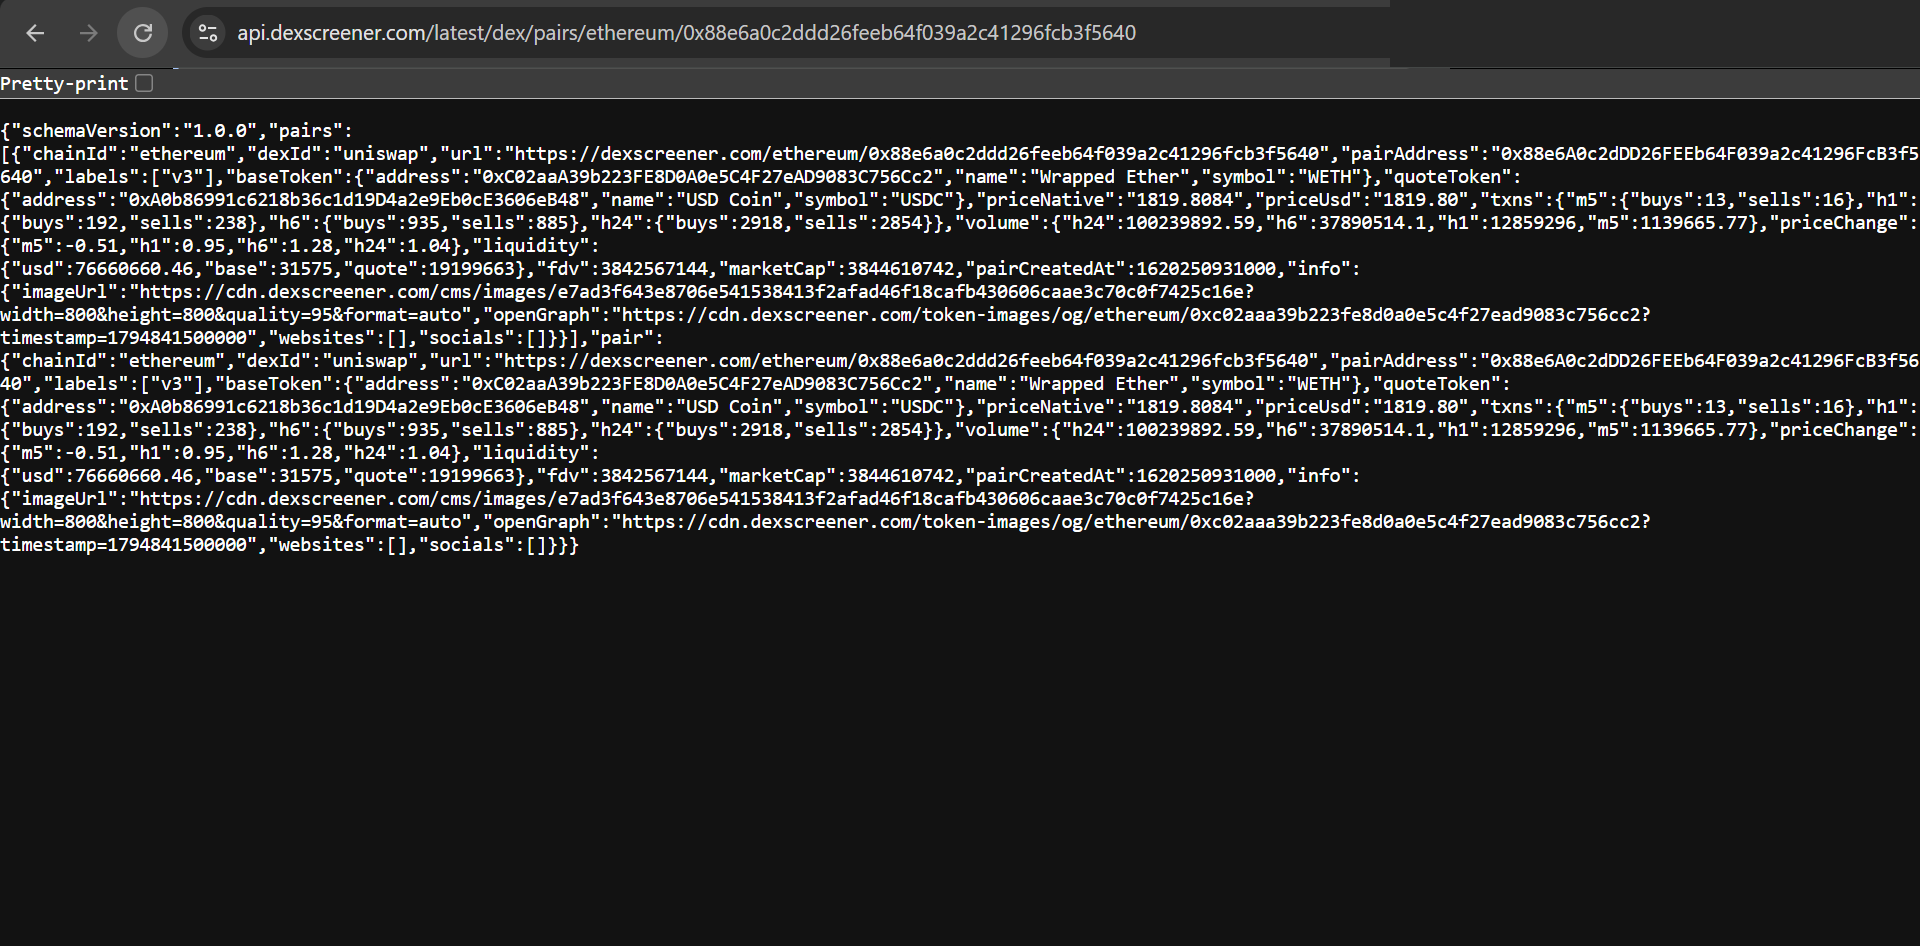 api.dexscreener.com/latest/dex/pairs/ethereum/0x88e6a0c2ddd26feeb64f039a2c41296fcb3f5640
Pretty-print
{"schemaVersion":"1.0.0","pairs":
[{"chainId":"ethereum","dexId":"uniswap","url":"https://dexscreener.com/ethereum/0x88e6a0c2ddd26feeb64f039a2c41296fcb3f5640","pairAddress":"0x88e6A0c2dDD26FEEb64F039a2c41296FcB3f5
640","labels":["v3"],"baseToken":{"address":"0xC02aaA39b223FE8D0A0e5C4F27eAD9083C756Cc2","name":"Wrapped Ether","symbol":"WETH"},"quoteToken":
{"address":"0xA0b86991c6218b36c1d19D4a2e9Eb0cE3606eB48","name":"USD Coin","symbol":"USDC"},"priceNative":"1819.8084","priceUsd":"1819.80","txns":{"m5":{"buys":13,"sells":16},"h1":
{"buys":192,"sells":238},"h6":{"buys":935,"sells":885},"h24":{"buys":2918,"sells":2854}},"volume":{"h24":100239892.59,"h6":37890514.1,"h1":12859296,"m5":1139665.77},"priceChange":
{"m5":-0.51,"h1":0.95,"h6":1.28,"h24":1.04},"liquidity":
{"usd":76660660.46,"base":31575,"quote":19199663},"fdv":3842567144,"marketCap":3844610742,"pairCreatedAt":1620250931000,"info":
{"imageUrl":"https://cdn.dexscreener.com/cms/images/e7ad3f643e8706e541538413f2afad46f18cafb430606caae3c70c0f7425c16e?
width=800&height=800&quality=95&format=auto","openGraph":"https://cdn.dexscreener.com/token-images/og/ethereum/0xc02aaa39b223fe8d0a0e5c4f27ead9083c756cc2?
timestamp=1794841500000","websites":[],"socials":[]}}],"pair":
{"chainId":"ethereum","dexId":"uniswap","url":"https://dexscreener.com/ethereum/0x88e6a0c2ddd26feeb64f039a2c41296fcb3f5640","pairAddress":"0x88e6A0c2dDD26FEEb64F039a2c41296FcB3f56
40","labels":["v3"],"baseToken":{"address":"0xC02aaA39b223FE8D0A0e5C4F27eAD9083C756Cc2","name":"Wrapped Ether","symbol":"WETH"},"quoteToken":
{"address":"0xA0b86991c6218b36c1d19D4a2e9Eb0cE3606eB48","name":"USD Coin","symbol":"USDC"},"priceNative":"1819.8084","priceUsd":"1819.80","txns":{"m5":{"buys":13,"sells":16},"h1":
{"buys":192,"sells":238},"h6":{"buys":935,"sells":885},"h24":{"buys":2918,"sells":2854}},"volume":{"h24":100239892.59,"h6":37890514.1,"h1":12859296,"m5":1139665.77},"priceChange":
{"m5":-0.51,"h1":0.95,"h6":1.28,"h24":1.04},"liquidity":
{"usd":76660660.46,"base":31575,"quote":19199663},"fdv":3842567144,"marketCap":3844610742,"pairCreatedAt":1620250931000,"info":
{"imageUrl":"https://cdn.dexscreener.com/cms/images/e7ad3f643e8706e541538413f2afad46f18cafb430606caae3c70c0f7425c16e?
width=800&height=800&quality=95&format=auto","openGraph":"https://cdn.dexscreener.com/token-images/og/ethereum/0xc02aaa39b223fe8d0a0e5c4f27ead9083c756cc2?
timestamp=1794841500000","websites":[],"socials":[]}}}